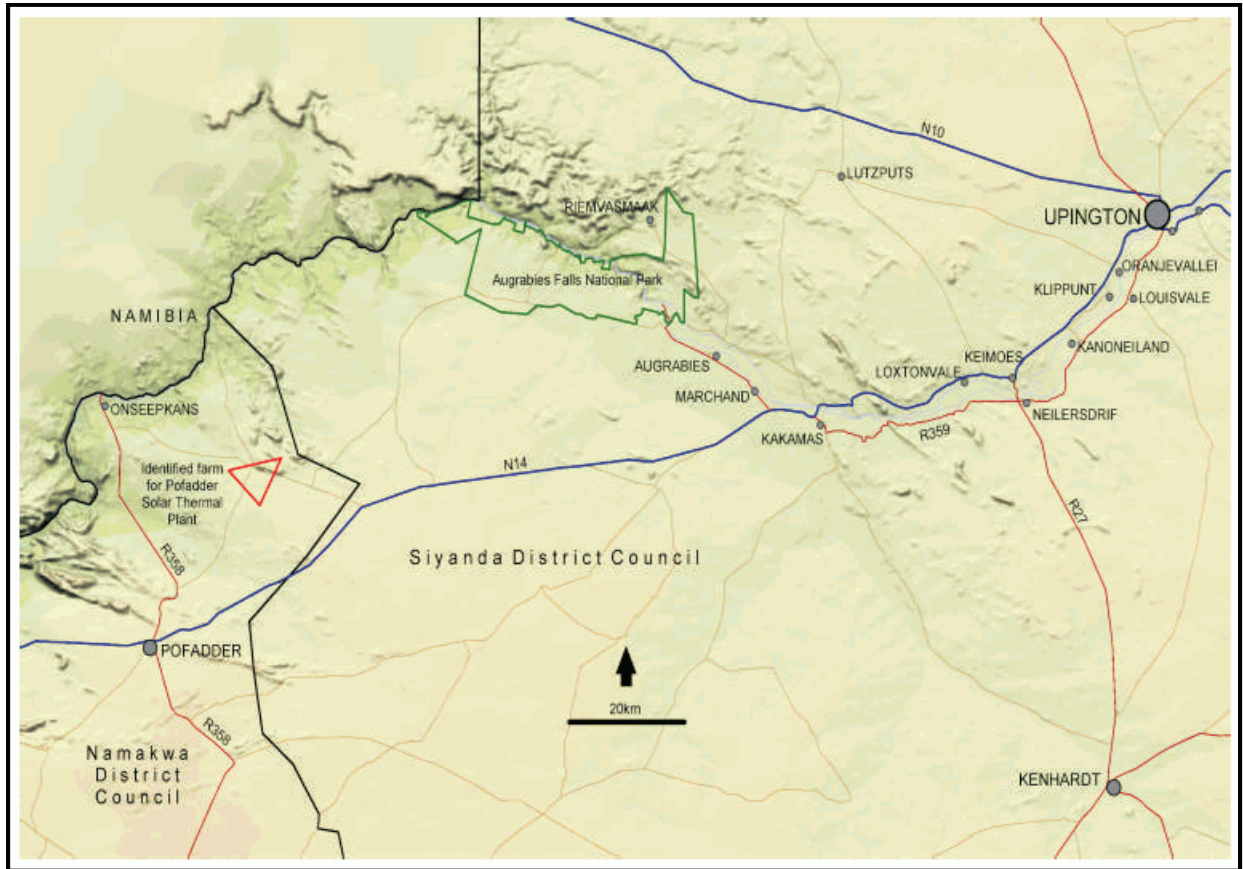 N10
LUTZPUTS
RIEMVASMAAK
UPINGTON
ORANJEVALLEI
Augrabies Falls National Park
KLIPPUNT
LOUISVALE
NAMIBIA
KANONEILAND
AUGRABIES
KEIMOES
LOXTONVALE
MARCHAND
ONSEEPKANS
NEILERSDRIF
KAKAMAS
R359
Identified farm
for Pofadder
Solar Thermal
Plant
N14
R27
R358
Siyanda District Council
POFADDER
20km
R358
Namakwa
District
Council
KENHARDT